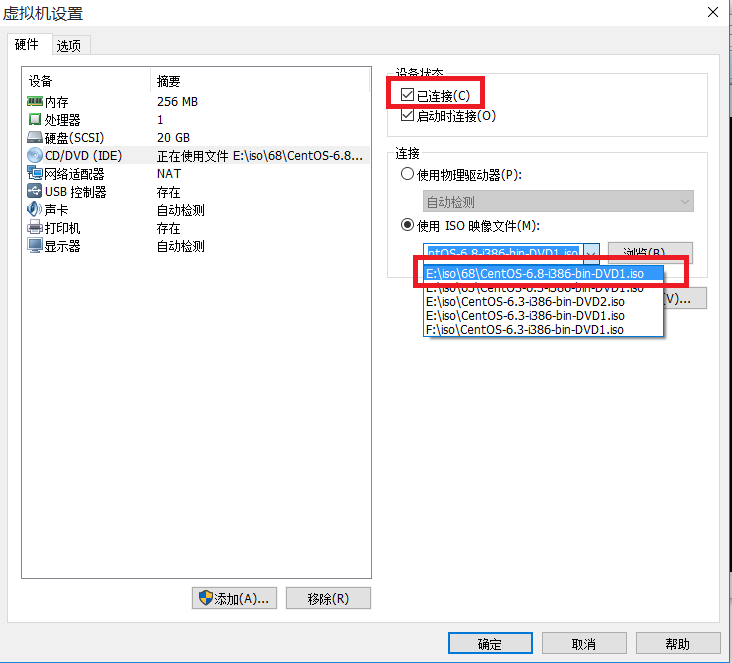 虚拟机设置
硬件 选项
设备 摘要
内存 256 MB
处理器 1
硬盘(SCSI) 20 GB
CD/DVD (IDE) 正在使用文件 E:\iso\68\CentOS-6.8...
网络适配器 NAT
USB 控制器 存在
声卡 自动检测
打印机 存在
显示器 自动检测
添加(A)... 移除(R)
设备状态
已连接(C)
启动时连接(O)
连接
使用物理驱动器(P):
自动检测
使用 ISO 映像文件(M):
ntOS-6.8-i386-bin-DVD1.iso 浏览(B)...
E:\iso\68\CentOS-6.8-i386-bin-DVD1.iso
E:\iso\63\CentOS-6.3-i386-bin-DVD1.iso
E:\iso\CentOS-6.3-i386-bin-DVD2.iso
E:\iso\CentOS-6.3-i386-bin-DVD1.iso
F:\iso\CentOS-6.3-i386-bin-DVD1.iso
(V)...
确定 取消 帮助